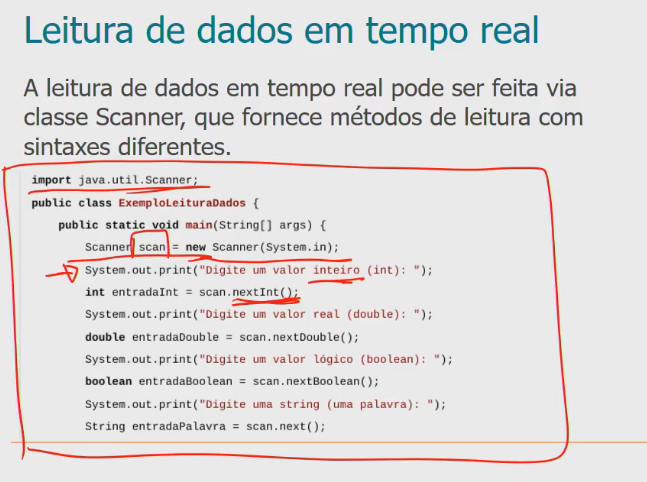 Leitura de dados em tempo real
A leitura de dados em tempo real pode ser feita via
classe Scanner, que fornece métodos de leitura com
sintaxes diferentes.
import java.util.Scanner;
public class ExemploLeituraDados {
public static void main(String[] args) {
Scanner scan = new Scanner(System.in);
System.out.print("Digite um valor inteiro (int): ");
int entradaInt = scan.nextInt();
System.out.print("Digite um valor real (double): ");
double entradaDouble = scan.nextDouble();
System.out.print("Digite um valor lógico (boolean): ");
boolean entradaBoolean = scan.nextBoolean();
System.out.print("Digite uma string (uma palavra): ");
String entradaPalavra = scan.next();